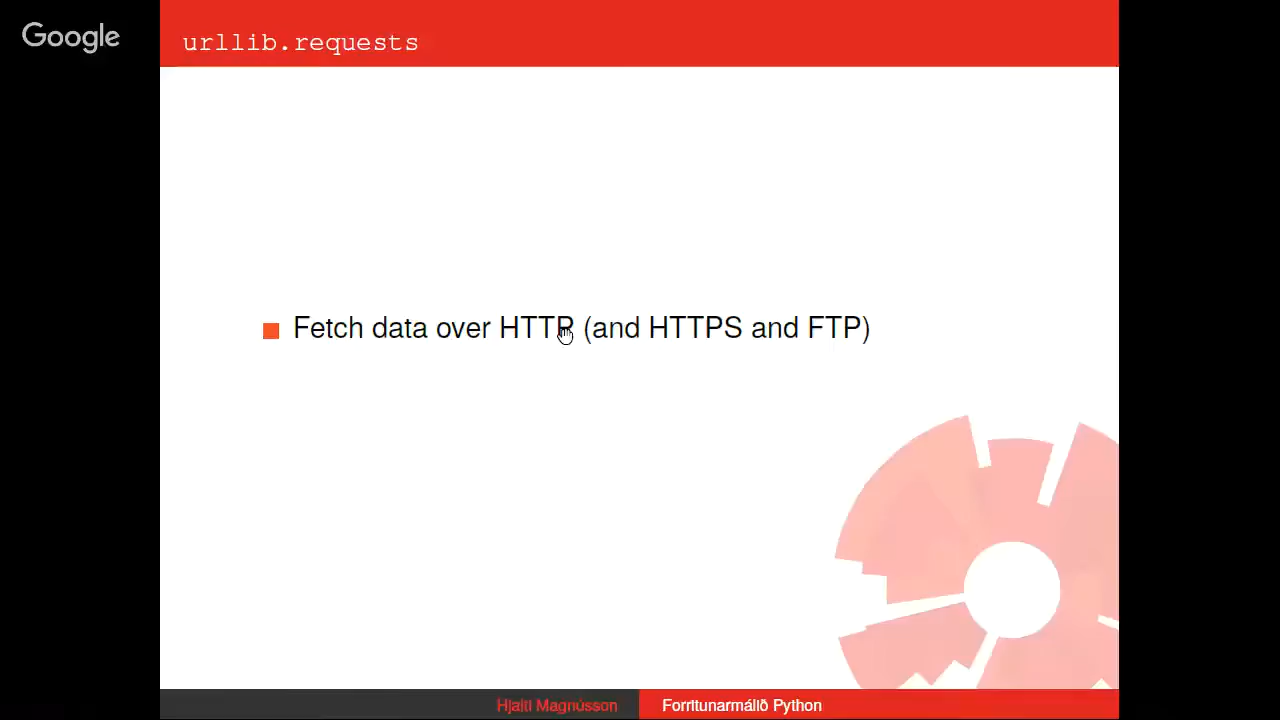 Google
urllib.requests
Fetch data over HTTP (and HTTPS and FTP)
Hjalti Magnússon
Forritunarmálið Python